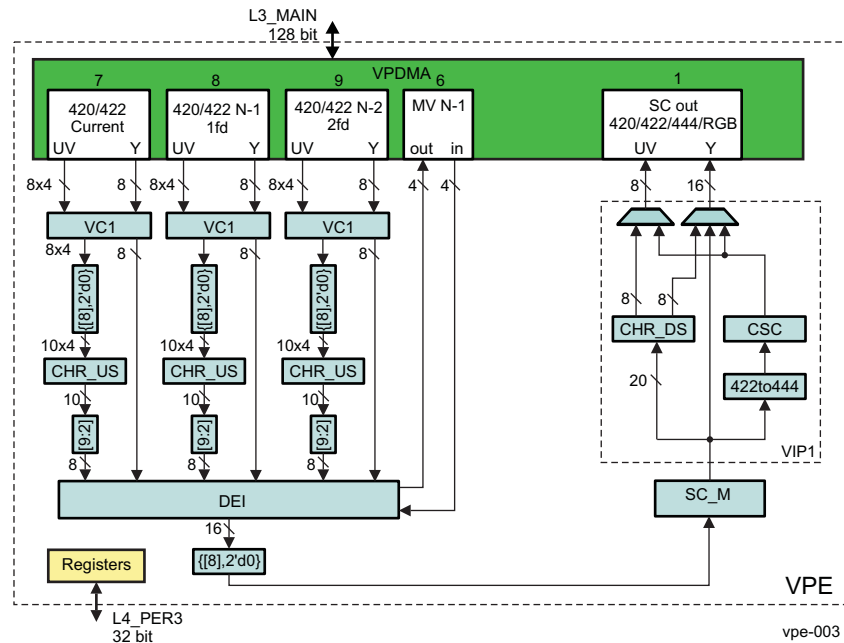 L3_MAIN
128 bit
VPDMA
7
8
9
6
1
420/422
Current
UV Y
420/422 N-1
1fd
UV Y
420/422 N-2
2fd
UV Y
MV N-1
out in
SC out
420/422/444/RGB
UV Y
8x4 8 8x4 8 8x4 8 4 4 8 16
VC1 VC1 VC1
8x4 8 8 8
{[8],2'd0} {[8],2'd0} {[8],2'd0}
8 8
10x4 10x4 10x4
CHR_US CHR_US CHR_US
CHR_DS CSC
10 10 10
20
422to444
[9:2] [9:2] [9:2]
8 8 8
VIP1
DEI
SC_M
16
{[8],2'd0}
Registers
VPE
L4_PER3
32 bit
vpe-003